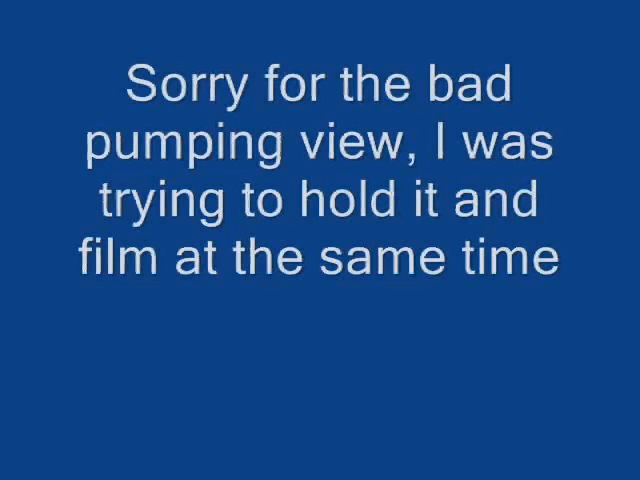 Sorry for the bad
pumping view, I was
trying to hold it and
film at the same time